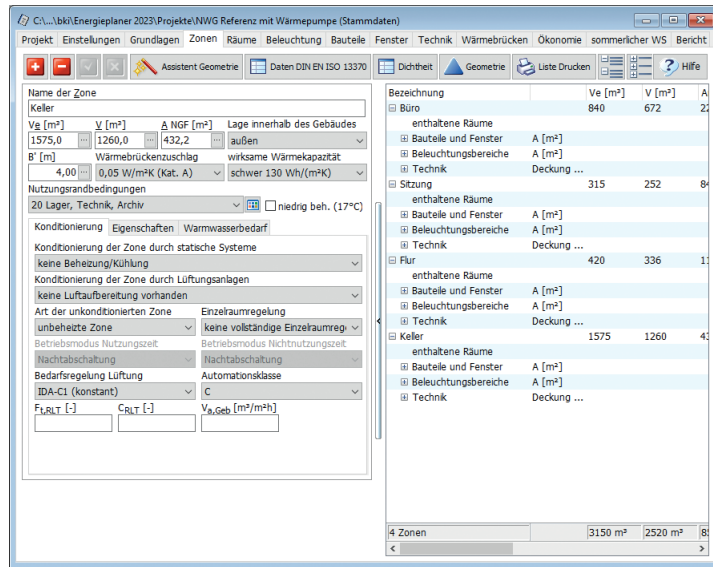 C:\...\bki\Energieplaner 2023\Projekte\NWG Referenz mit Wärmepumpe (Stammdaten)
Projekt Einstellungen Grundlagen Zonen Räume Beleuchtung Bauteile Fenster Technik Wärmebrücken Ökonomie sommerlicher WS Bericht
Assistent Geometrie Daten DIN EN ISO 13370 Dichtheit Geometrie Liste Drucken Hilfe
Name der Zone
Keller
Ve [m³] V [m³] A NGF [m²] Lage innerhalb des Gebäudes
1575,0 ... 1260,0 ... 432,2 ... außen
B' [m] Wärmebrückenzuschlag wirksame Wärmekapazität
4,00 ... 0,05 W/m²K (Kat. A) schwer 130 Wh/(m²K)
Nutzungsrandbedingungen
20 Lager, Technik, Archiv niedrig beh. (17°C)
Konditionierung Eigenschaften Warmwasserbedarf
Konditionierung der Zone durch statische Systeme
keine Beheizung/Kühlung
Konditionierung der Zone durch Lüftungsanlagen
keine Luftaufbereitung vorhanden
Art der unkonditionierten Zone Einzelraumregelung
unbeheizte Zone keine vollständige Einzelraumreg
Betriebsmodus Nutzungszeit Betriebsmodus Nichtnutzungszeit
Nachtabschaltung Nachtabschaltung
Bedarfsregelung Lüftung Automationsklasse
IDA-C1 (konstant) C
Ft,RLT [-] CRLT [-] Va,Geb [m³/m²h]
Bezeichnung Ve [m³] V [m³] A
Büro 840 672 22
enthaltene Räume
Bauteile und Fenster A [m²]
Beleuchtungsbereiche A [m²]
Technik Deckung ...
Sitzung 315 252 84
enthaltene Räume
Bauteile und Fenster A [m²]
Beleuchtungsbereiche A [m²]
Technik Deckung ...
Flur 420 336 11
enthaltene Räume
Bauteile und Fenster A [m²]
Beleuchtungsbereiche A [m²]
Technik Deckung ...
Keller 1575 1260 43
enthaltene Räume
Bauteile und Fenster A [m²]
Beleuchtungsbereiche A [m²]
Technik Deckung ...
4 Zonen 3150 m³ 2520 m³ 85